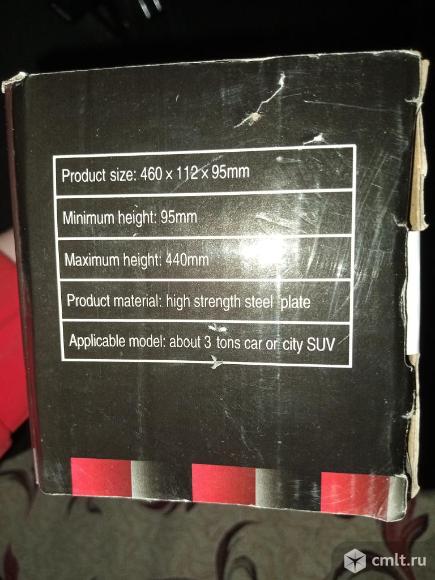 Product size: 460 x 112 x 95mm
Minimum height: 95mm
Maximum height: 440mm
Product material: high strength steel plate
Applicable model: about 3 tons car or city SUV
cmlt.ru